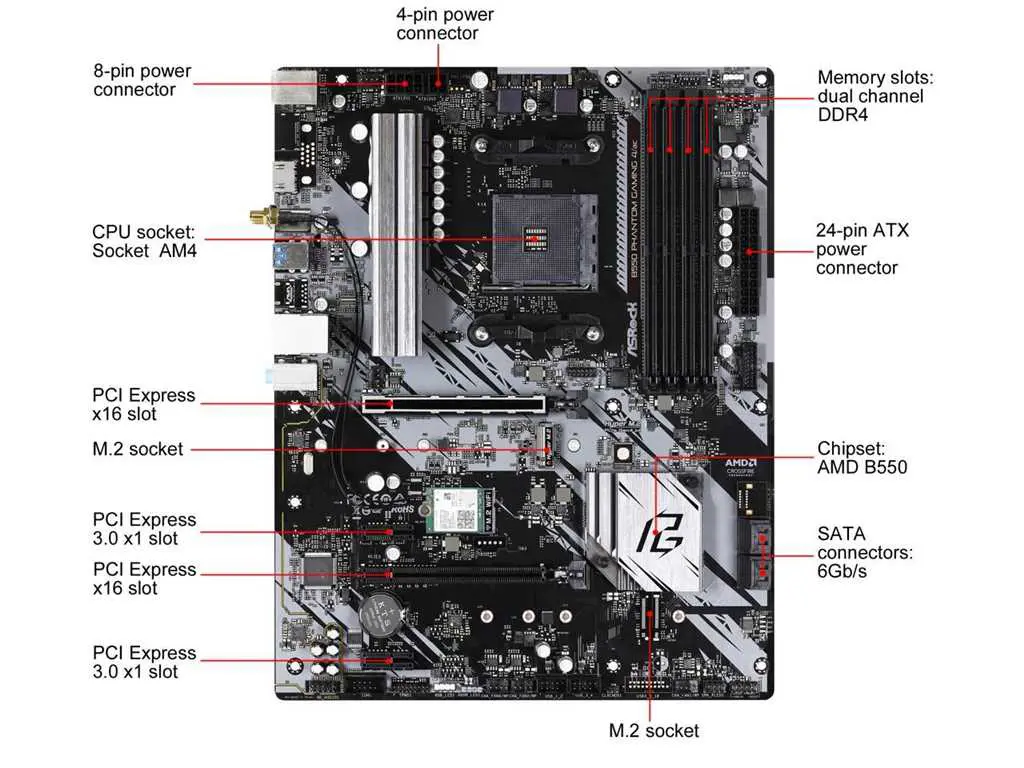 4-pin power
connector
8-pin power
connector
Memory slots:
dual channel
DDR4
CPU socket:
Socket AM4
24-pin ATX
power
connector
B550 PHANTOM GAMING 4/ac
ASRock
PCI Express
x16 slot
M.2 socket
Hyper M.2
Chipset:
AMD B550
AMD
CROSSFIRE
PCI Express
3.0 x1 slot
RoHS
M.2 WIFI
SATA
connectors:
6Gb/s
PCI Express
x16 slot
KTS
PCI Express
3.0 x1 slot
M.2 socket